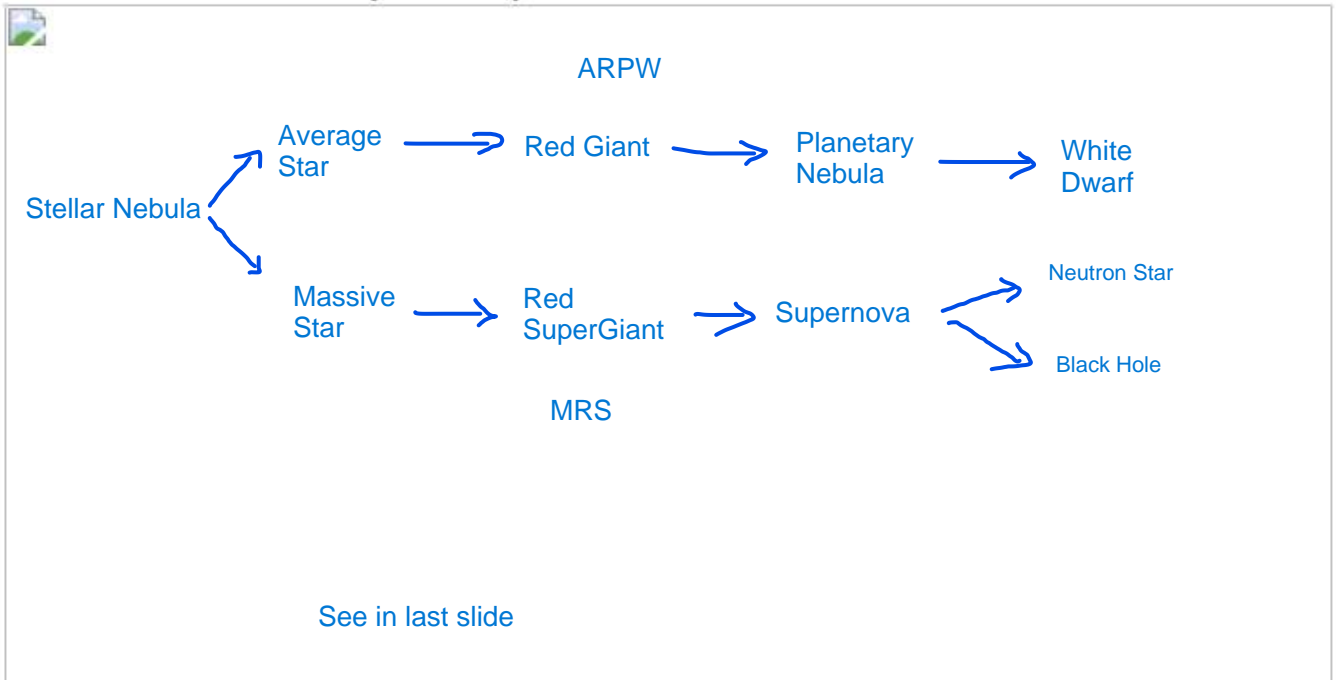 ARPW
Average
Star
Red Giant
Planetary
Nebula
White
Dwarf
Stellar Nebula
Massive
Star
Red
SuperGiant
Supernova
Neutron Star
Black Hole
MRS
See in last slide